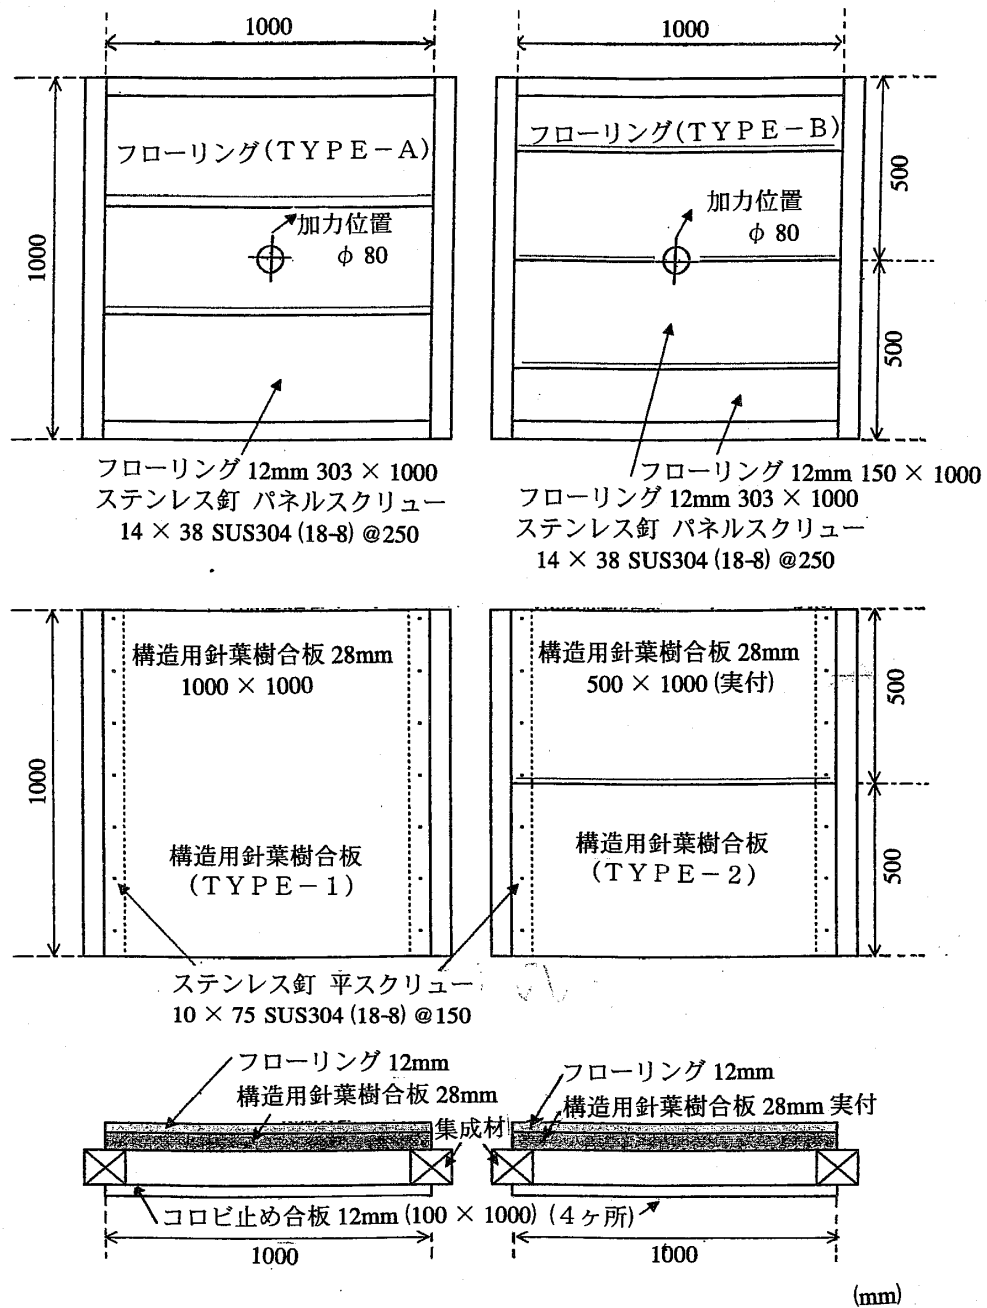 1000
1000
フローリング(TYPE－A)
フローリング(TYPE－B)
加力位置
φ 80
加力位置
φ 80
1000
500
500
フローリング 12mm 303 × 1000
ステンレス釘 パネルスクリュー
14 × 38 SUS304 (18-8) @250
フローリング 12mm 150 × 1000
フローリング 12mm 303 × 1000
ステンレス釘 パネルスクリュー
14 × 38 SUS304 (18-8) @250
構造用針葉樹合板 28mm
1000 × 1000
構造用針葉樹合板 28mm
500 × 1000 (実付)
1000
500
500
構造用針葉樹合板
(TYPE－1)
構造用針葉樹合板
(TYPE－2)
ステンレス釘 平スクリュー
10 × 75 SUS304 (18-8) @150
フローリング 12mm
構造用針葉樹合板 28mm
フローリング 12mm
構造用針葉樹合板 28mm 実付
集成材
コロビ止め合板 12mm (100 × 1000) (4ヶ所)
1000
1000
(mm)